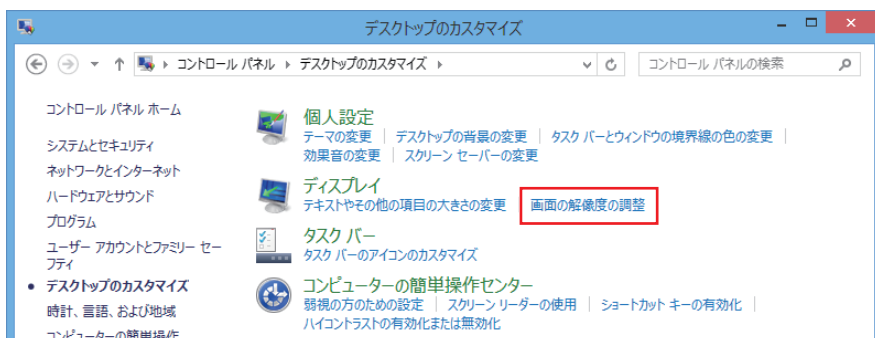 デスクトップのカスタマイズ
コントロール パネル デスクトップのカスタマイズ
コントロール パネルの検索
コントロール パネル ホーム
システムとセキュリティ
ネットワークとインターネット
ハードウェアとサウンド
プログラム
ユーザー アカウントとファミリー セー
フティ
デスクトップのカスタマイズ
時計、言語、および地域
コンピューターの簡単操作
個人設定
テーマの変更 デスクトップの背景の変更 タスク バーとウィンドウの境界線の色の変更
効果音の変更 スクリーン セーバーの変更
ディスプレイ
テキストやその他の項目の大きさの変更 画面の解像度の調整
タスク バー
タスク バーのアイコンのカスタマイズ
コンピューターの簡単操作センター
弱視の方のための設定 スクリーン リーダーの使用 ショートカット キーの有効化
ハイコントラストの有効化または無効化